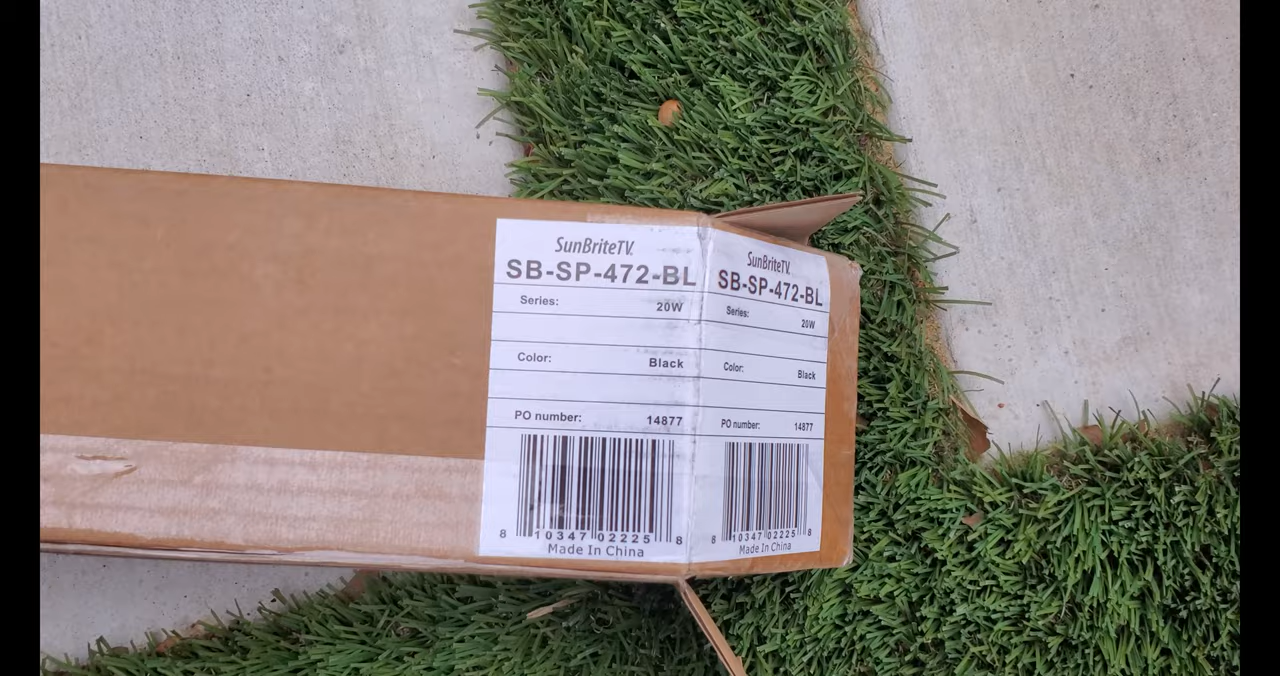 SunBriteTV.
SB-SP-472-BL
Series: 20W
Color: Black
PO number: 14877
8 10347 02225 8
Made In China
SunBriteTV.
SB-SP-472-BL
Series: 20W
Color: Black
PO number: 14877
8 10347 02225 8
Made In China